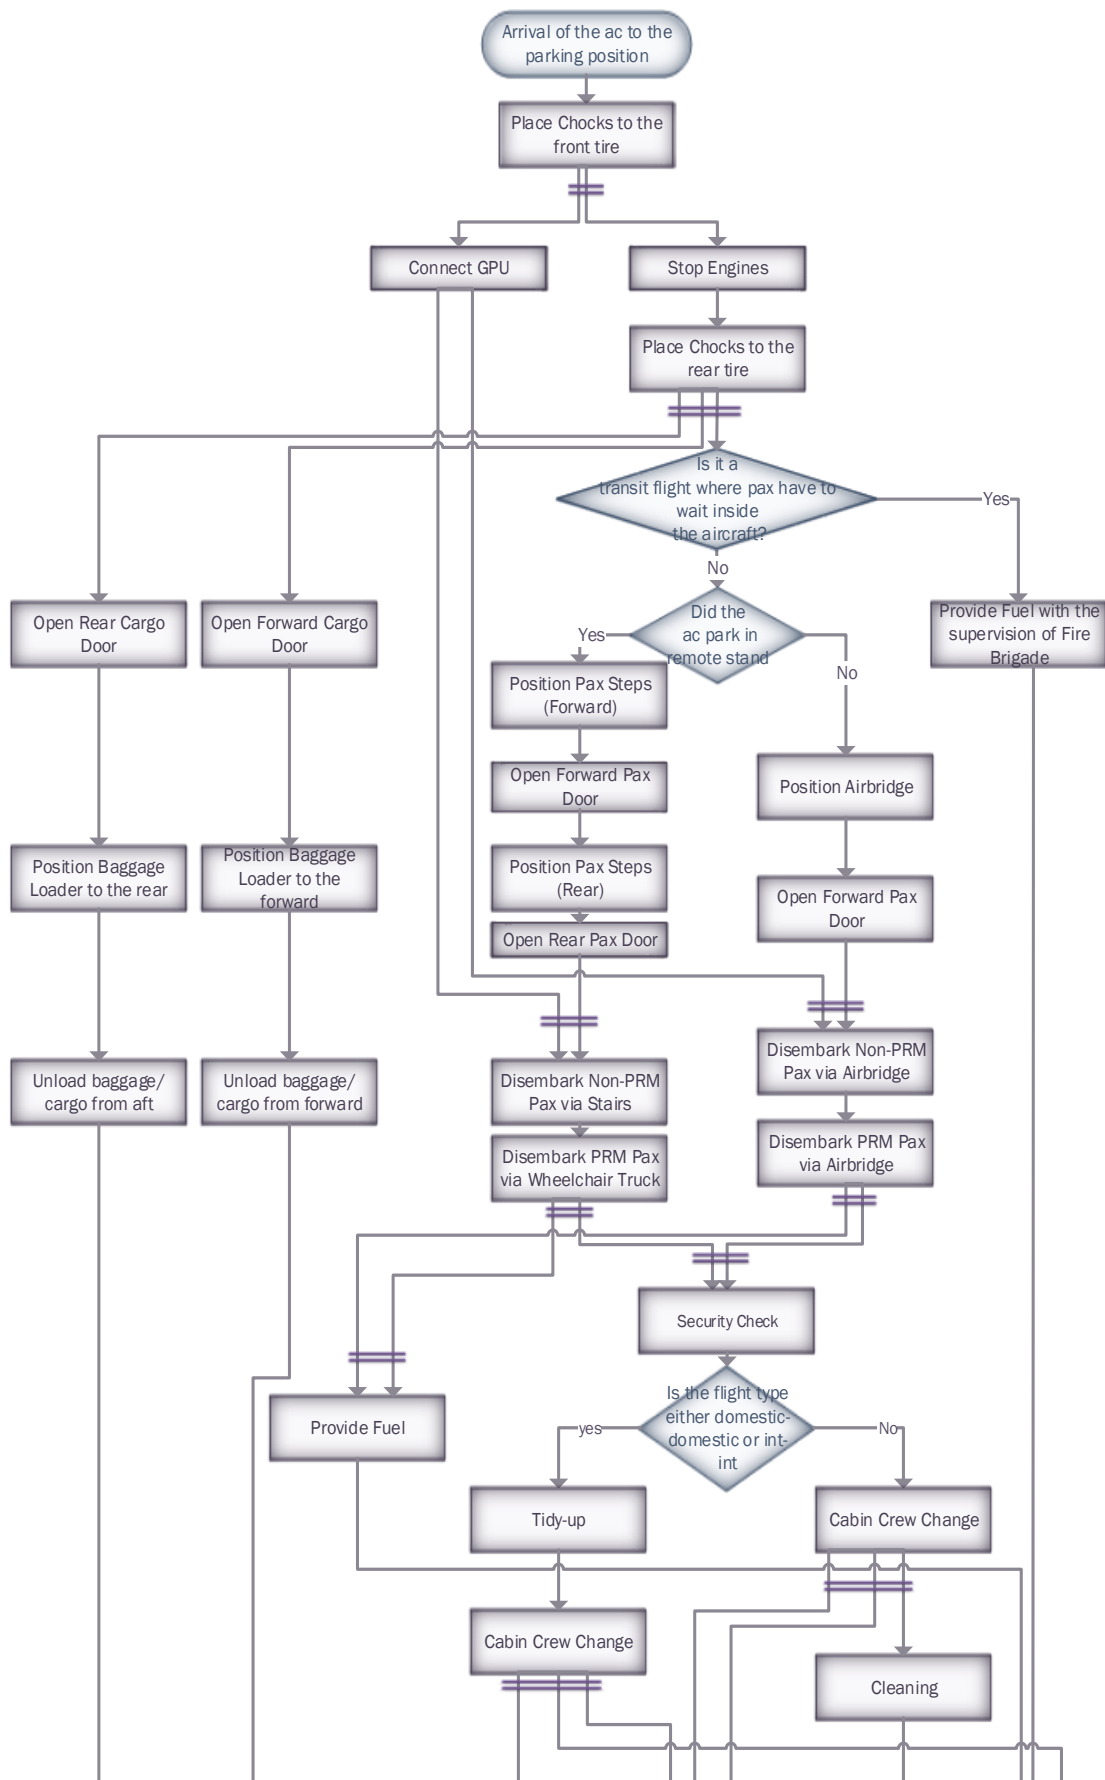 Arrival of the ac to the
parking position
Place Chocks to the
front tire
Connect GPU
Stop Engines
Place Chocks to the
rear tire
Is it a
transit flight where pax have to
wait inside
the aircraft?
Yes
No
Open Rear Cargo
Door
Open Forward Cargo
Door
Did the
ac park in
remote stand
Yes
No
Provide Fuel with the
supervision of Fire
Brigade
Position Pax Steps
(Forward)
Open Forward Pax
Door
Position Airbridge
Position Baggage
Loader to the rear
Position Baggage
Loader to the
forward
Position Pax Steps
(Rear)
Open Forward Pax
Door
Open Rear Pax Door
Unload baggage/
cargo from aft
Unload baggage/
cargo from forward
Disembark Non-PRM
Pax via Stairs
Disembark Non-PRM
Pax via Airbridge
Disembark PRM Pax
via Wheelchair Truck
Disembark PRM Pax
via Airbridge
Security Check
Provide Fuel
Is the flight type
either domestic-
domestic or int-
int
yes
No
Tidy-up
Cabin Crew Change
Cabin Crew Change
Cleaning